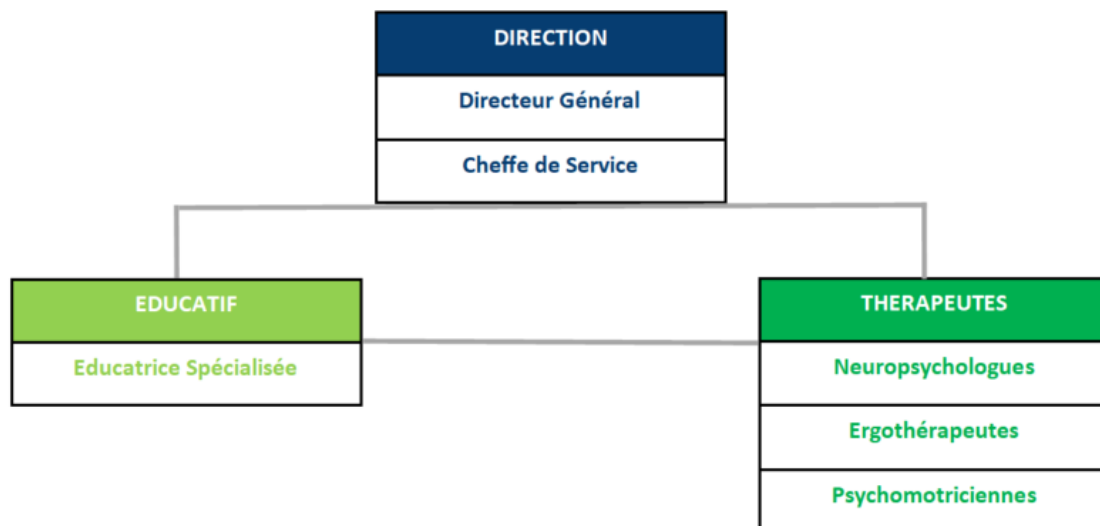 DIRECTION
Directeur Général
Cheffe de Service
EDUCATIF
Educatrice Spécialisée
THERAPEUTES
Neuropsychologues
Ergothérapeutes
Psychomotriciennes